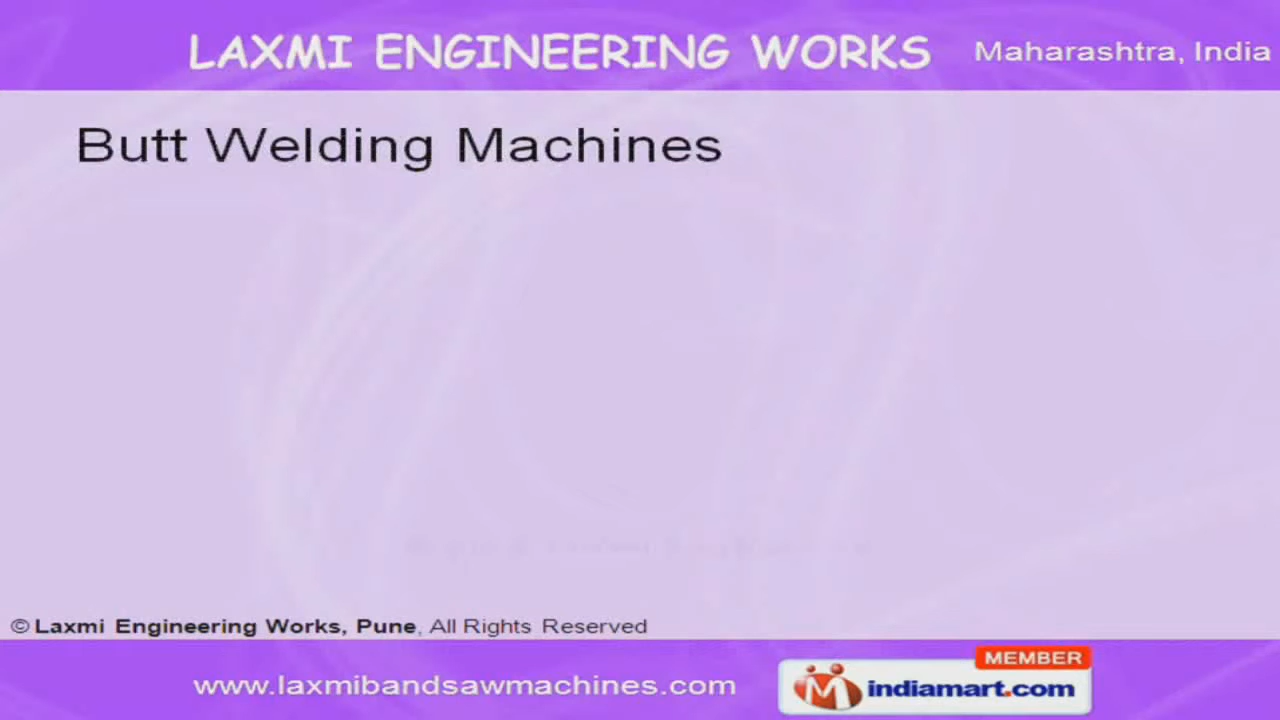 LAXMI ENGINEERING WORKS Maharashtra, India
Butt Welding Machines
© Laxmi Engineering Works, Pune, All Rights Reserved
MEMBER
www.laxmibandsawmachines.com indiamart.com